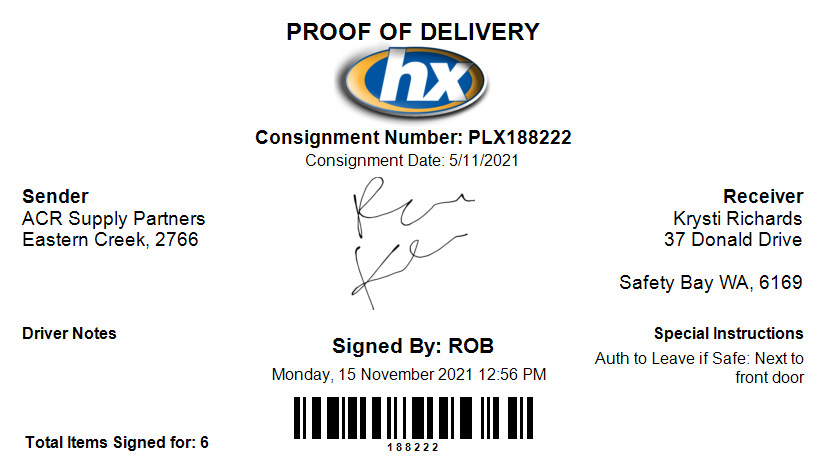 PROOF OF DELIVERY
hx
Consignment Number: PLX188222
Consignment Date: 5/11/2021
Sender
ACR Supply Partners
Eastern Creek, 2766
Receiver
Krysti Richards
37 Donald Drive
Safety Bay WA, 6169
Driver Notes
Signed By: ROB
Monday, 15 November 2021 12:56 PM
Special Instructions
Auth to Leave if Safe: Next to
front door
188222
Total Items Signed for: 6